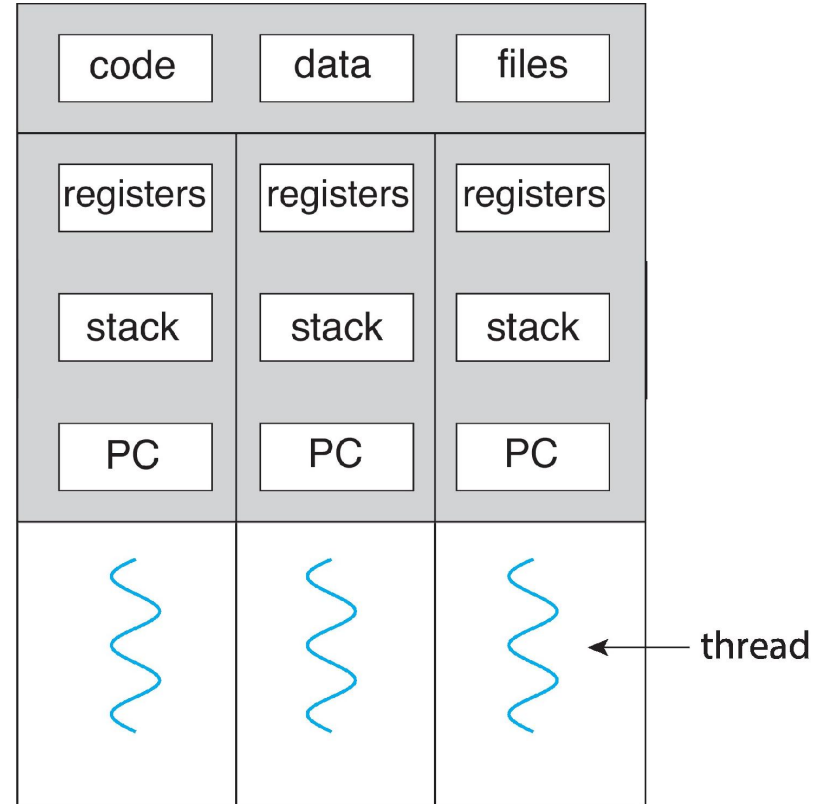 code data files
registers registers registers
stack stack stack
PC PC PC
thread